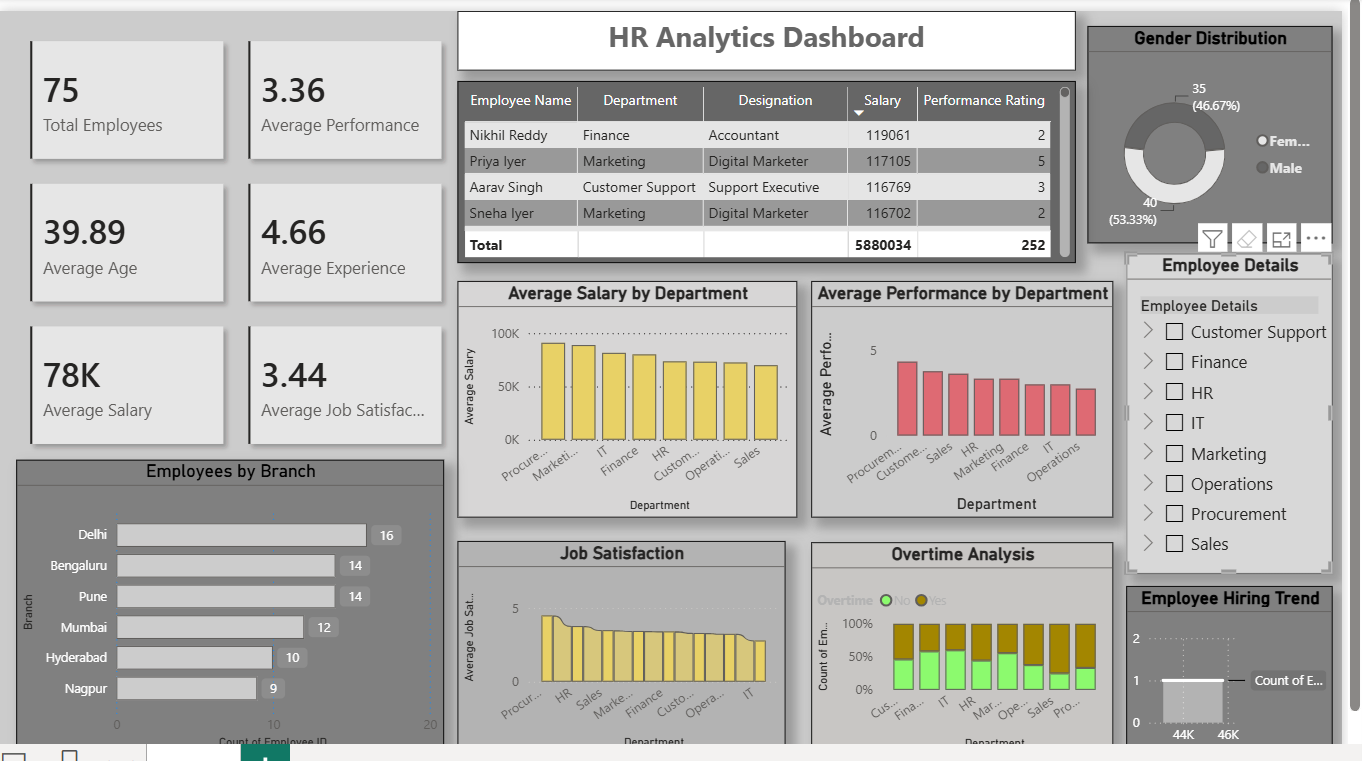 HR Analytics Dashboard
75
Total Employees
3.36
Average Performance
39.89
Average Age
4.66
Average Experience
78K
Average Salary
3.44
Average Job Satisfac...
Employee Name Department Designation Salary Performance Rating
Nikhil Reddy Finance Accountant 119061 2
Priya Iyer Marketing Digital Marketer 117105 5
Aarav Singh Customer Support Support Executive 116769 3
Sneha Iyer Marketing Digital Marketer 116702 2
Total 5880034 252
Gender Distribution
35
(46.67%)
40
(53.33%)
Fem...
Male
Average Salary by Department
Average Salary
100K
50K
0K
Procure...
Marketi...
IT
Finance
HR
Custom...
Operati...
Sales
Department
Average Performance by Department
Average Perfo...
5
0
Procurem...
Custome...
Sales
HR
Marketing
Finance
IT
Operations
Department
Employee Details
Employee Details
Customer Support
Finance
HR
IT
Marketing
Operations
Procurement
Sales
Employees by Branch
Branch
Delhi 16
Bengaluru 14
Pune 14
Mumbai 12
Hyderabad 10
Nagpur 9
0 10 20
Count of Employee ID
Job Satisfaction
Average Job Sat...
5
0
Procur...
HR
Sales
Marke...
Finance
Custo...
Opera...
IT
Department
Overtime Analysis
Overtime No Yes
Count of Em...
100%
50%
0%
Cus...
Fina...
IT
HR
Mar...
Ope...
Sales
Pro...
Department
Employee Hiring Trend
2
1
0
Count of E...
44K 46K